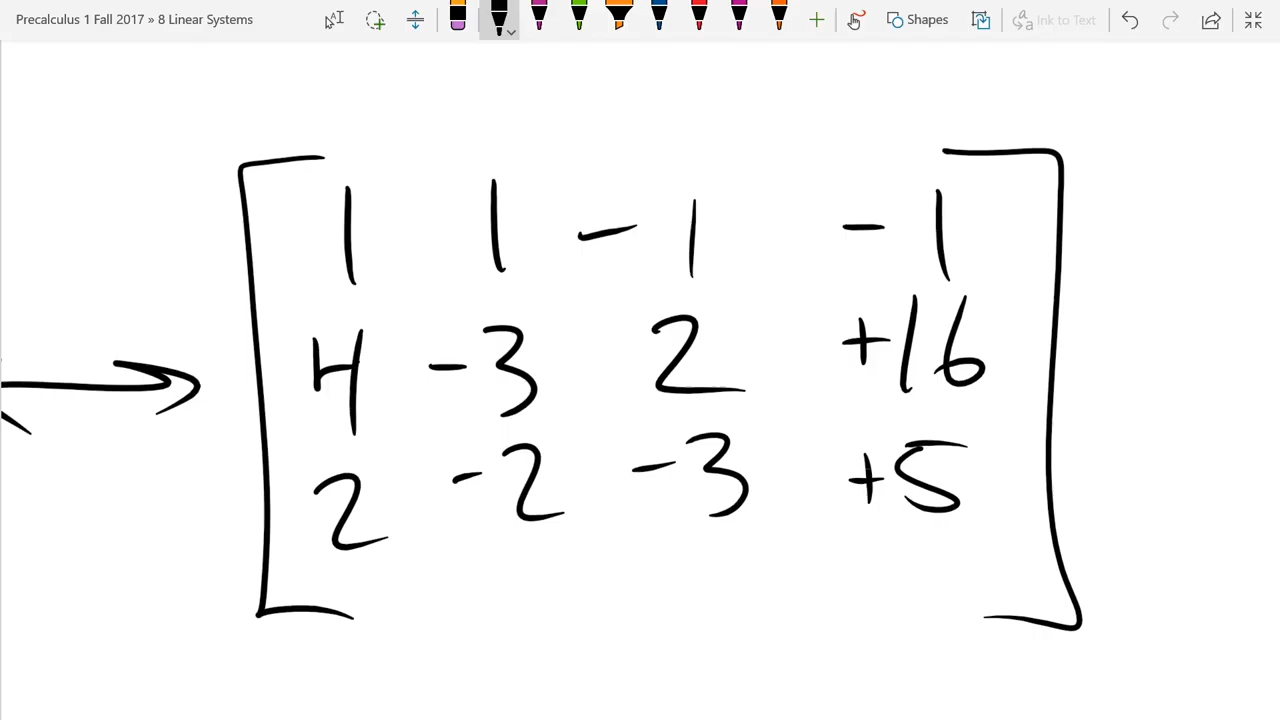 Precalculus 1 Fall 2017 » 8 Linear Systems
Shapes
Ink to Text
1 1 -1 -1
4 -3 2 +16
2 -2 -3 +5